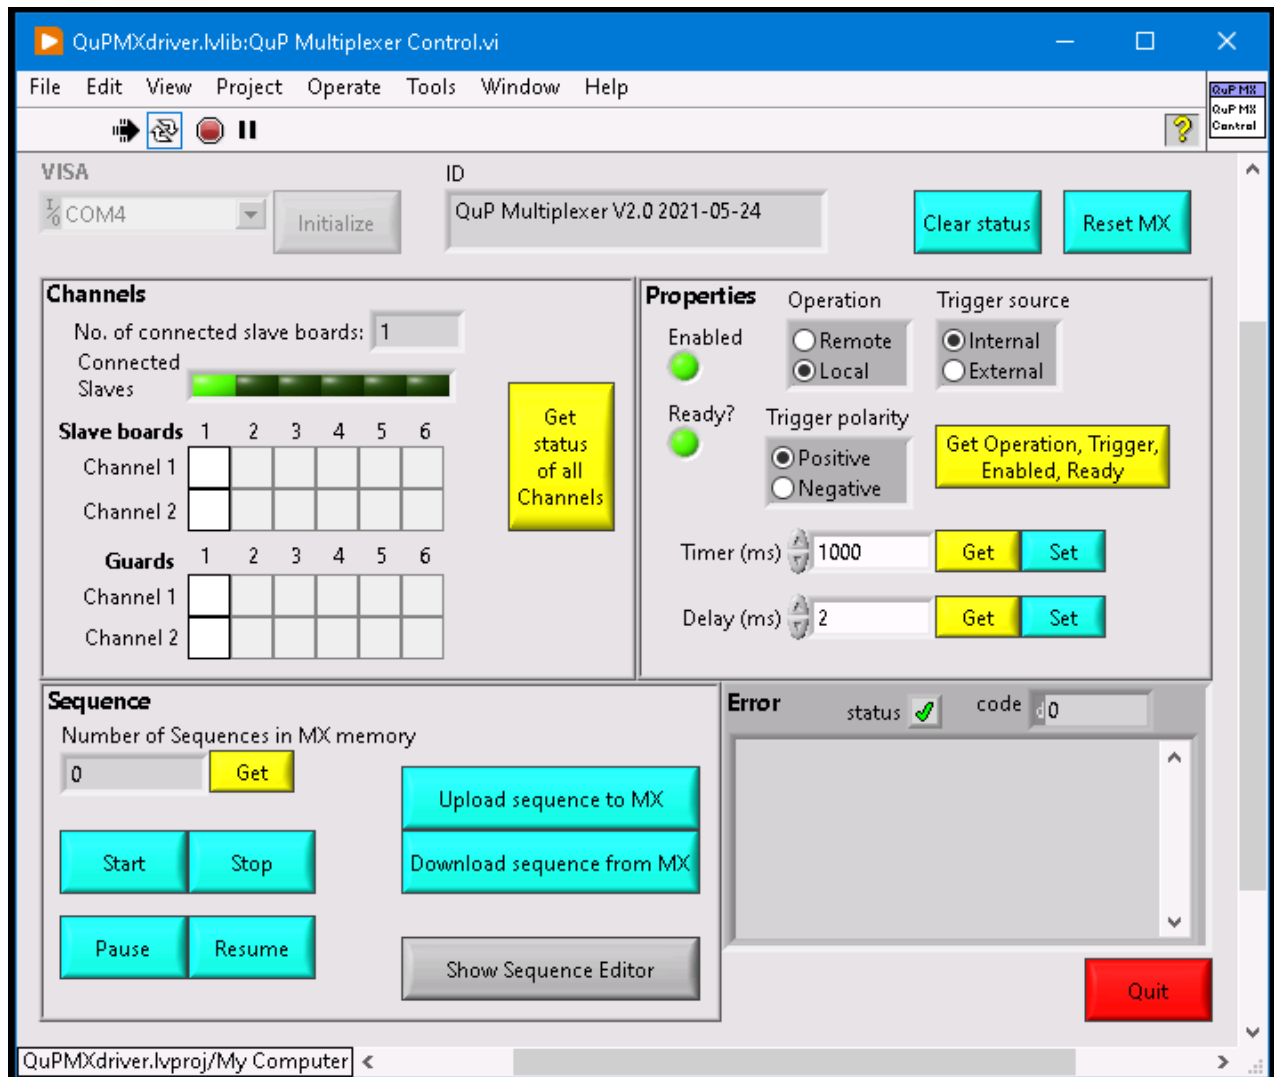 QuPMXdriver.lvlib:QuP Multiplexer Control.vi
File Edit View Project Operate Tools Window Help
QuP MX
QuP MX
Control
VISA
COM4
Initialize
ID
QuP Multiplexer V2.0 2021-05-24
Clear status
Reset MX
Channels
No. of connected slave boards: 1
Connected
Slaves
Slave boards 1 2 3 4 5 6
Channel 1
Channel 2
Guards 1 2 3 4 5 6
Channel 1
Channel 2
Get
status
of all
Channels
Properties
Enabled
Ready?
Operation
Remote
Local
Trigger source
Internal
External
Trigger polarity
Positive
Negative
Get Operation, Trigger,
Enabled, Ready
Timer (ms) 1000 Get Set
Delay (ms) 2 Get Set
Sequence
Number of Sequences in MX memory
0 Get
Start Stop
Pause Resume
Upload sequence to MX
Download sequence from MX
Show Sequence Editor
Error status code d 0
Quit
QuPMXdriver.lvproj/My Computer